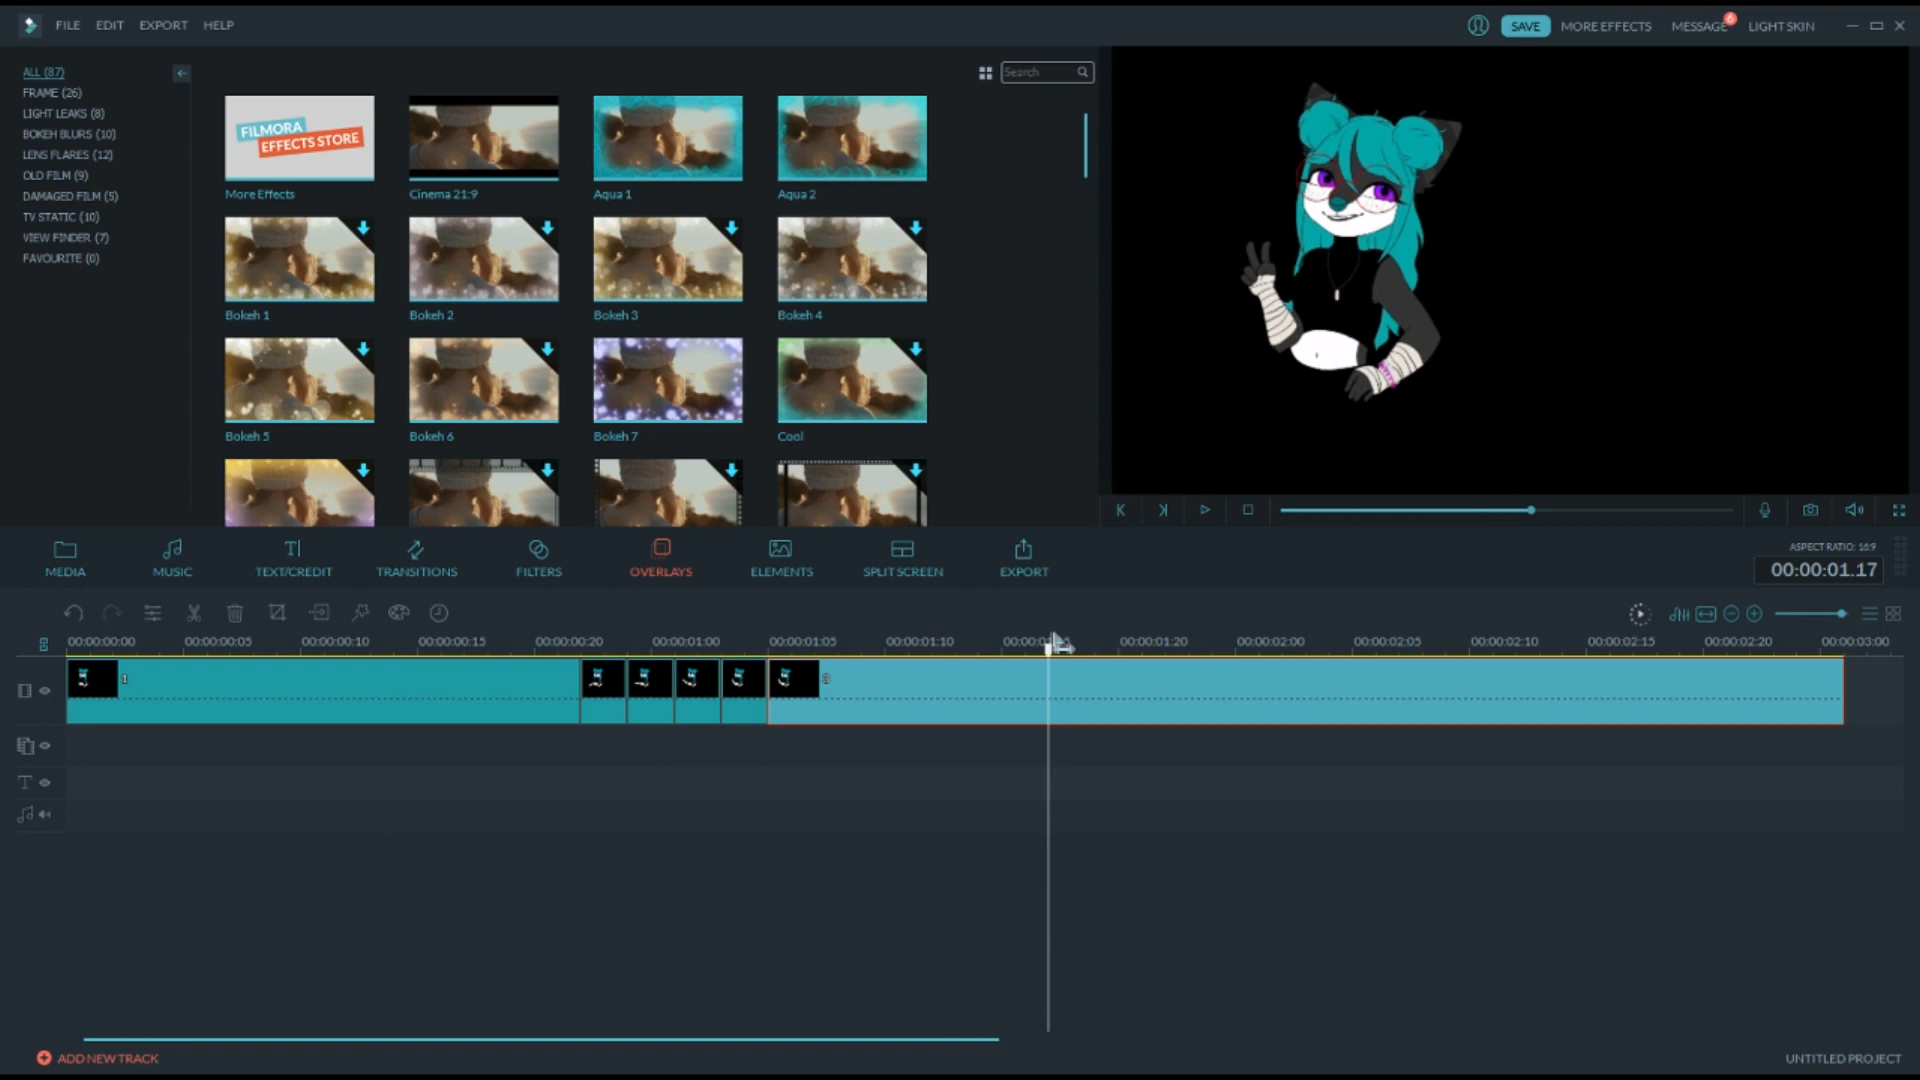 FILE EDIT EXPORT HELP
SAVE MORE EFFECTS MESSAGE 6 LIGHT SKIN
ALL (87)
FRAME (26)
LIGHT LEAKS (8)
BOKEH BLURS (10)
LENS FLARES (12)
OLD FILM (9)
DAMAGED FILM (5)
TV STATIC (10)
VIEW FINDER (7)
FAVOURITE (0)
Search
FILMORA
EFFECTS STORE
More Effects Cinema 21:9 Aqua 1 Aqua 2
Bokeh 1 Bokeh 2 Bokeh 3 Bokeh 4
Bokeh 5 Bokeh 6 Bokeh 7 Cool
MEDIA MUSIC TEXT/CREDIT TRANSITIONS FILTERS OVERLAYS ELEMENTS SPLIT SCREEN EXPORT
ASPECT RATIO: 16:9
00:00:01.17
00:00:00:00 00:00:00:05 00:00:00:10 00:00:00:15 00:00:00:20 00:00:01:00 00:00:01:05 00:00:01:10 00:00:01:20 00:00:02:00 00:00:02:05 00:00:02:10 00:00:02:15 00:00:02:20 00:00:03:00
1
ADD NEW TRACK
UNTITLED PROJECT